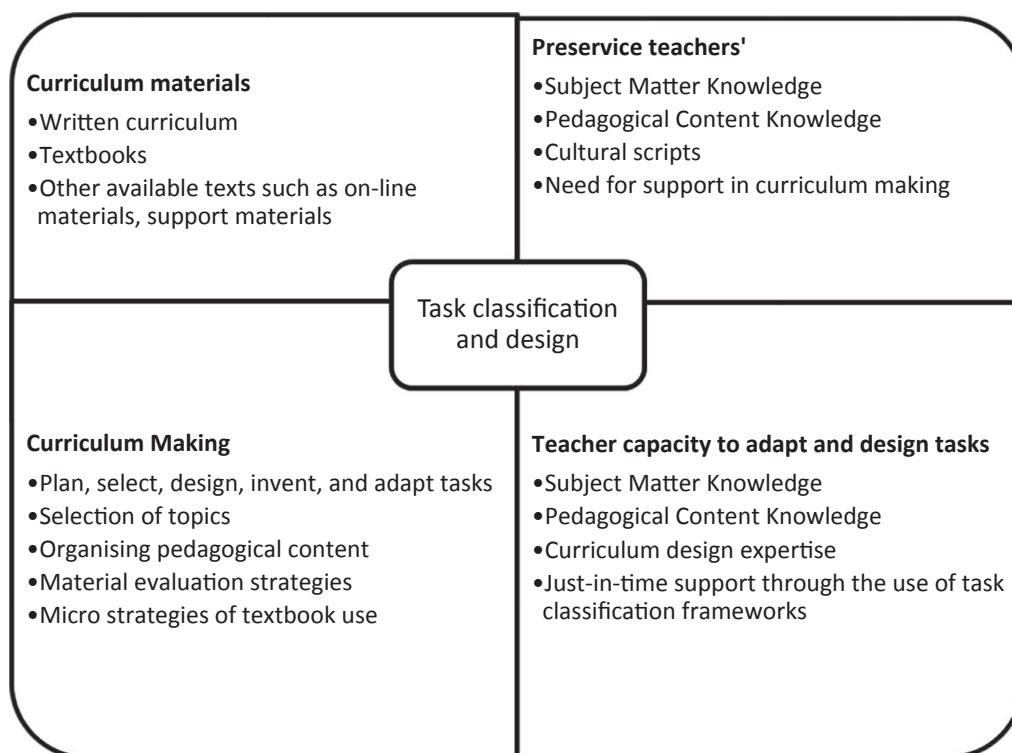 Curriculum materials
•Written curriculum
•Textbooks
•Other available texts such as on-line
materials, support materials
Preservice teachers'
•Subject Matter Knowledge
•Pedagogical Content Knowledge
•Cultural scripts
•Need for support in curriculum making
Task classification
and design
Curriculum Making
•Plan, select, design, invent, and adapt tasks
•Selection of topics
•Organising pedagogical content
•Material evaluation strategies
•Micro strategies of textbook use
Teacher capacity to adapt and design tasks
•Subject Matter Knowledge
•Pedagogical Content Knowledge
•Curriculum design expertise
•Just-in-time support through the use of task
classification frameworks